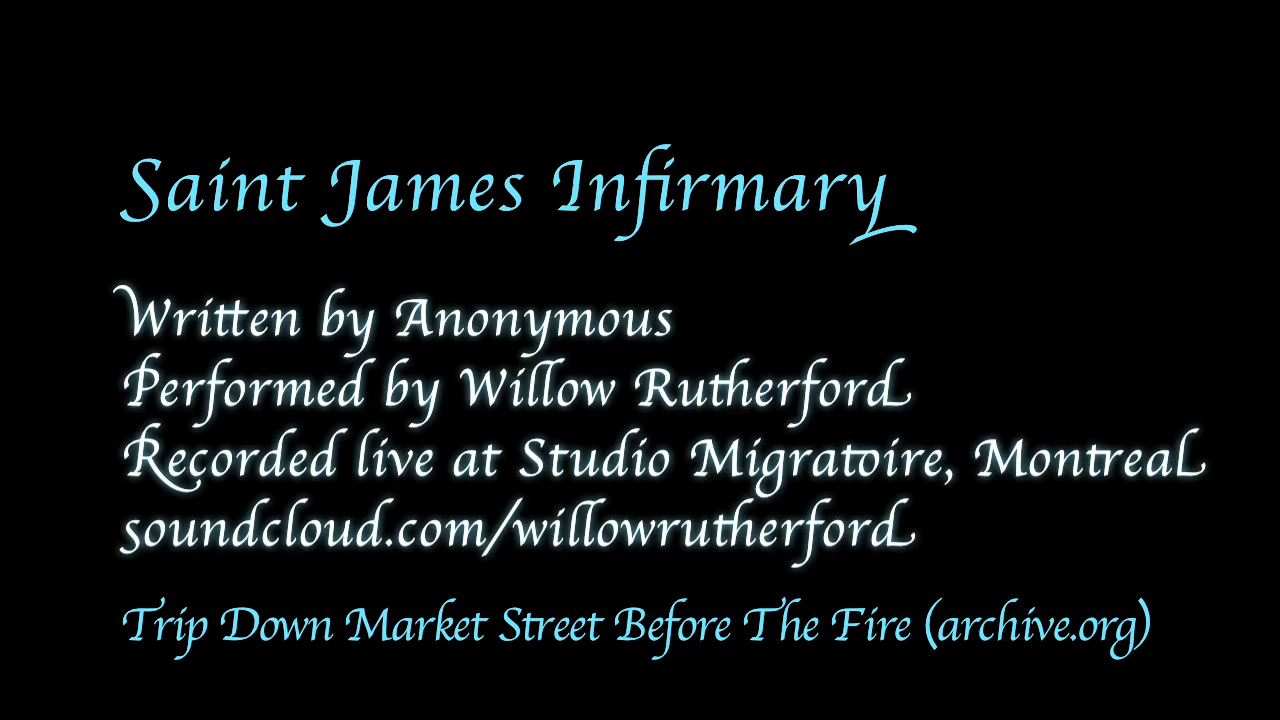 Saint James Infirmary
Written by Anonymous
Performed by Willow Rutherford
Recorded live at Studio Migratoire, Montreal
soundcloud.com/willowrutherford
Trip Down Market Street Before The Fire (archive.org)